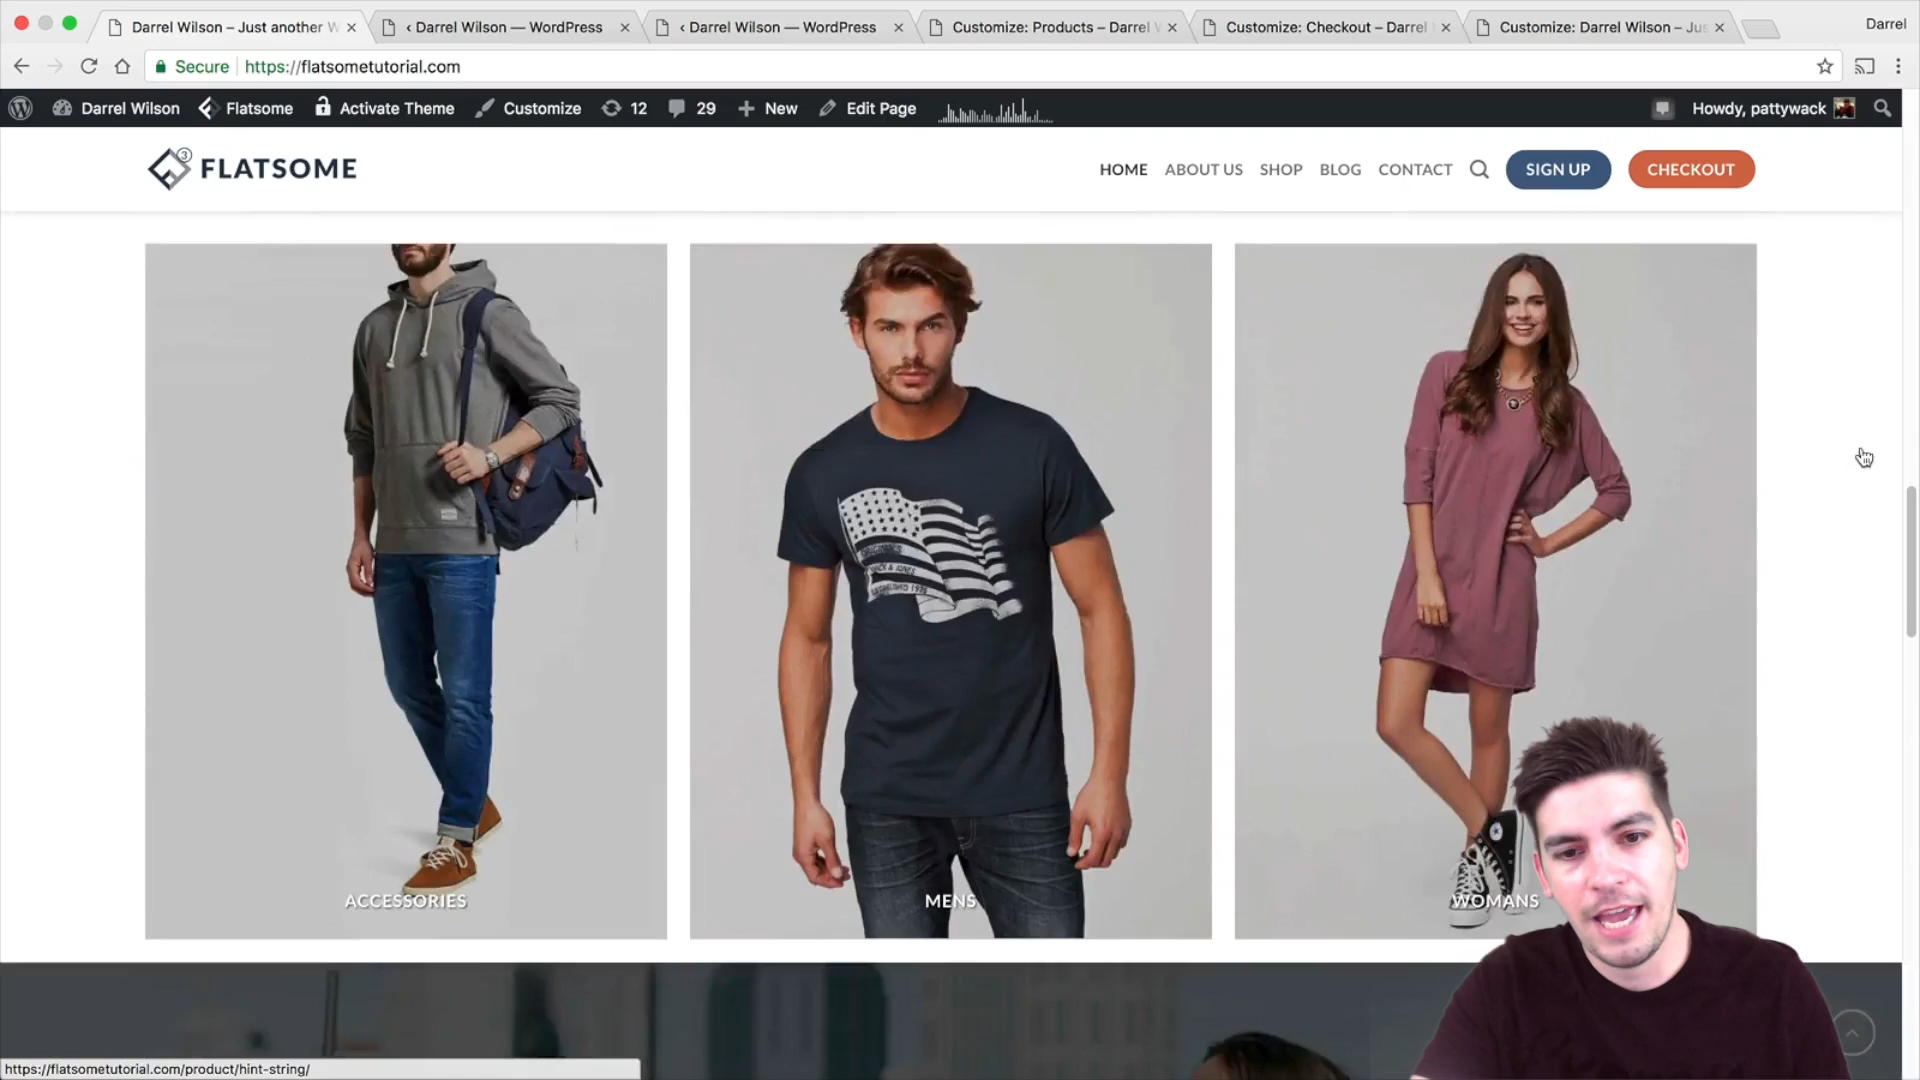 Darrel Wilson – Just another W
‹ Darrel Wilson — WordPress
‹ Darrel Wilson — WordPress
Customize: Products – Darrel W
Customize: Checkout – Darrel
Customize: Darrel Wilson – Jus
Darrel
Secure
https://flatsometutorial.com
Darrel Wilson
Flatsome
Activate Theme
Customize
12
29
New
Edit Page
Howdy, pattywack
3
FLATSOME
HOME
ABOUT US
SHOP
BLOG
CONTACT
SIGN UP
CHECKOUT
ACCESSORIES
MENS
WOMANS
https://flatsometutorial.com/product/hint-string/